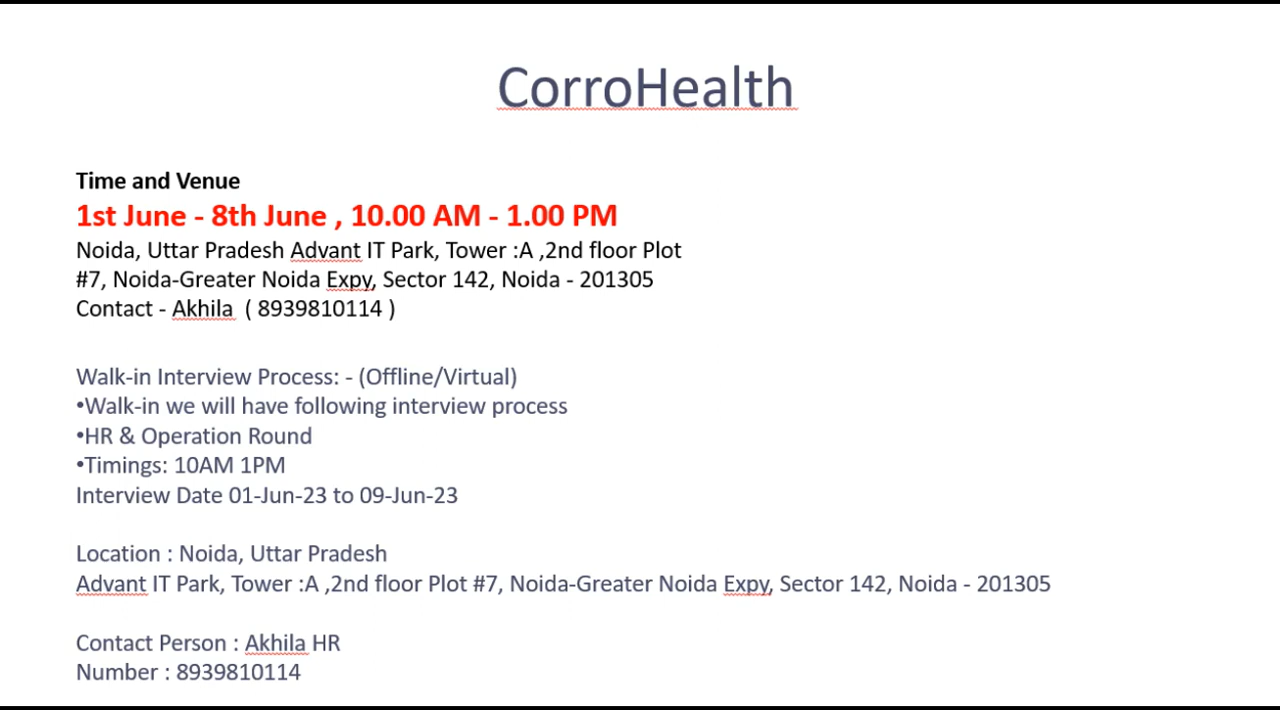 CorroHealth
Time and Venue
1st June - 8th June , 10.00 AM - 1.00 PM
Noida, Uttar Pradesh Advant IT Park, Tower :A ,2nd floor Plot
#7, Noida-Greater Noida Expy, Sector 142, Noida - 201305
Contact - Akhila ( 8939810114 )
Walk-in Interview Process: - (Offline/Virtual)
•Walk-in we will have following interview process
•HR & Operation Round
•Timings: 10AM 1PM
Interview Date 01-Jun-23 to 09-Jun-23
Location : Noida, Uttar Pradesh
Advant IT Park, Tower :A ,2nd floor Plot #7, Noida-Greater Noida Expy, Sector 142, Noida - 201305
Contact Person : Akhila HR
Number : 8939810114